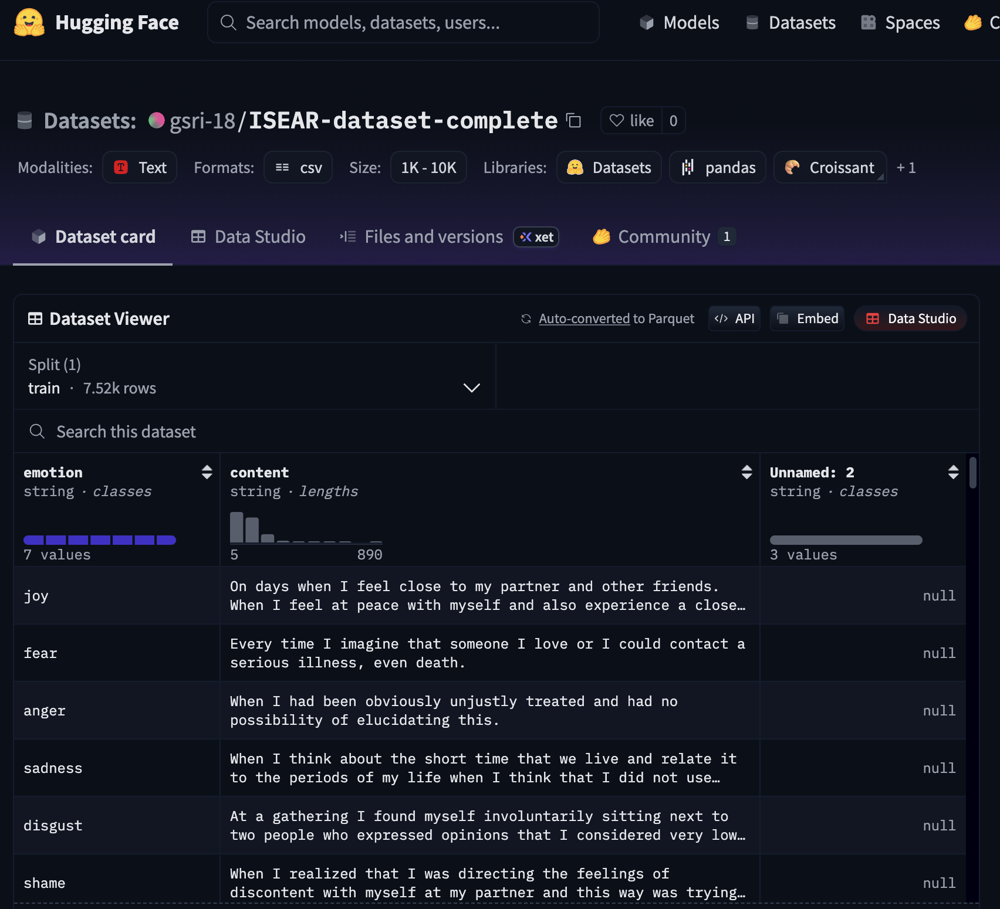 Hugging Face
Search models, datasets, users...
Models
Datasets
Spaces
C
Datasets: gsri-18/ISEAR-dataset-complete
like 0
Modalities: Text Formats: csv Size: 1K - 10K Libraries: Datasets pandas Croissant + 1
Dataset card
Data Studio
Files and versions xet
Community 1
Dataset Viewer
Auto-converted to Parquet
API
Embed
Data Studio
Split (1)
train · 7.52k rows
Search this dataset
emotion
string · classes
7 values
content
string · lengths
5 890
Unnamed: 2
string · classes
3 values
joy
On days when I feel close to my partner and other friends.
When I feel at peace with myself and also experience a close…
null
fear
Every time I imagine that someone I love or I could contact a
serious illness, even death.
null
anger
When I had been obviously unjustly treated and had no
possibility of elucidating this.
null
sadness
When I think about the short time that we live and relate it
to the periods of my life when I think that I did not use…
null
disgust
At a gathering I found myself involuntarily sitting next to
two people who expressed opinions that I considered very low…
null
shame
When I realized that I was directing the feelings of
discontent with myself at my partner and this way was trying…
null